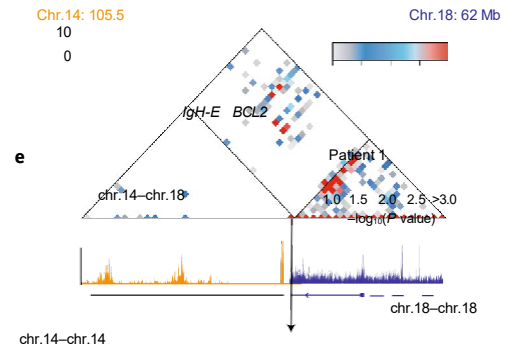 Chr.14: 105.5
Chr.18: 62 Mb
10
0
IgH-E BCL2
e
Patient 1
chr.14–chr.18
1.0 1.5 2.0 2.5 >3.0
–log10(P value)
chr.18–chr.18
chr.14–chr.14